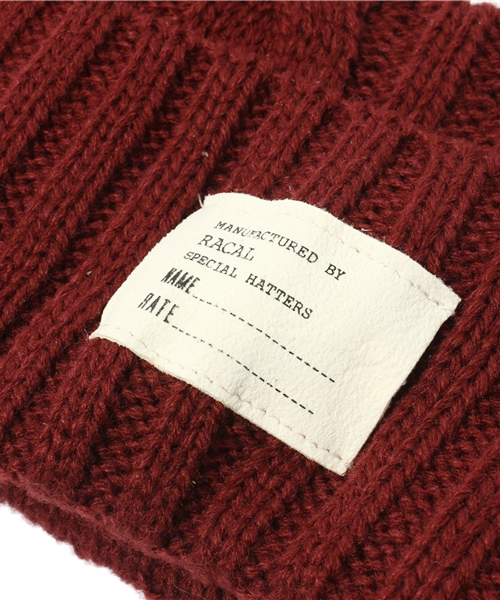 MANUFACTURED BY
RACAL
SPECIAL HATTERS
NAME
RATE